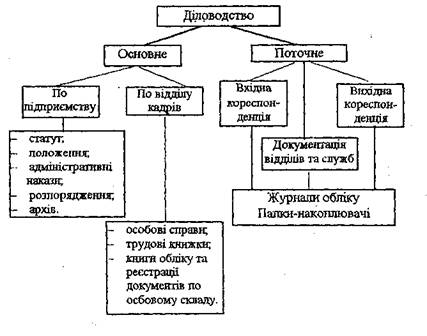 Діловодство
Основне
Поточне
По
підприємству
По відділу
кадрів
Вхідна
кореспон-
денція
Вихідна
кореспон-
денція
Документація
відділів та служб
– статут;
– положення;
– адміністративні
накази;
– розпорядження;
– архів.
Журнали обліку
Папки-накоплювачі
– особові справи;
– трудові книжки;
– книги обліку та
реєстрації
документів по
особовому складу.